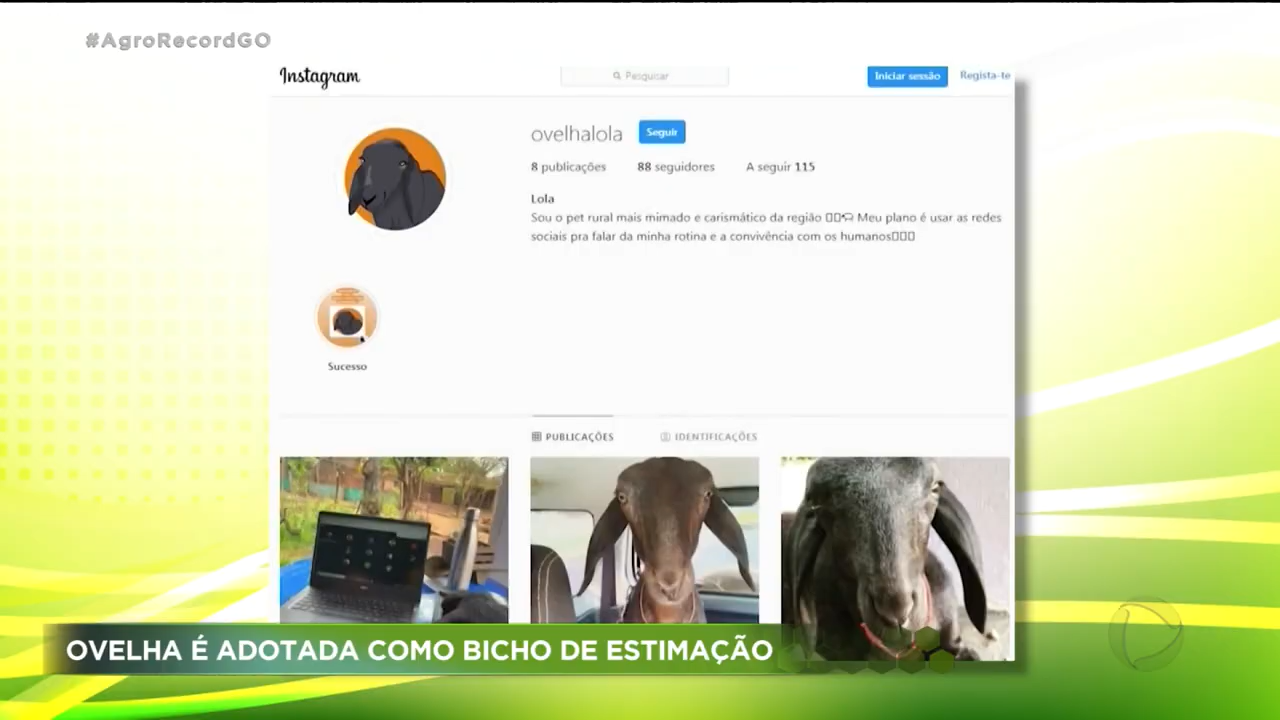 #AgroRecordGO
Instagram
Pesquisar
Iniciar sessão
Regista-te
ovelhalola
Seguir
8 publicações
88 seguidores
A seguir 115
Lola
Sou o pet rural mais mimado e carismático da região Meu plano é usar as redes
sociais pra falar da minha rotina e a convivência com os humanos
Sucesso
PUBLICAÇÕES
IDENTIFICAÇÕES
OVELHA É ADOTADA COMO BICHO DE ESTIMAÇÃO